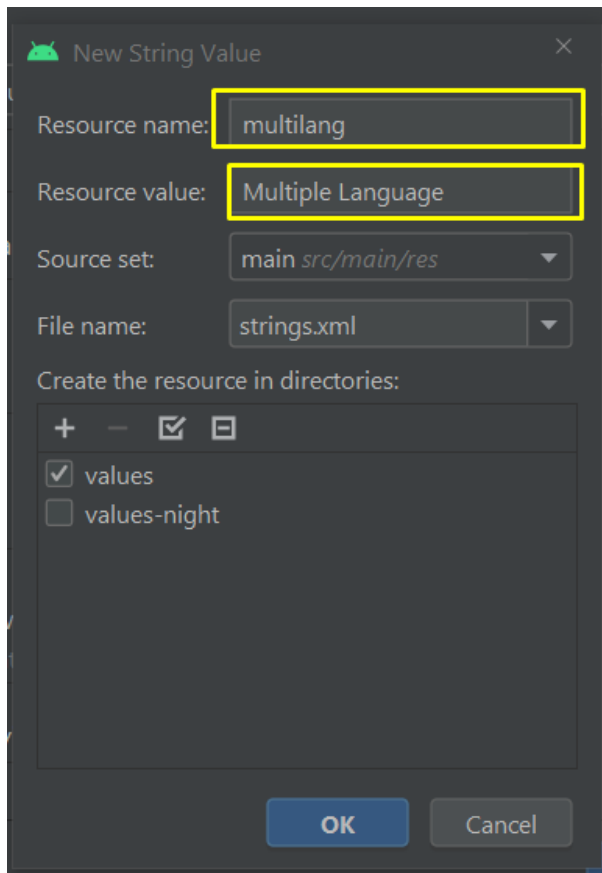 New String Value
Resource name: multilang
Resource value: Multiple Language
Source set: main src/main/res
File name: strings.xml
Create the resource in directories:
values
values-night
OK Cancel